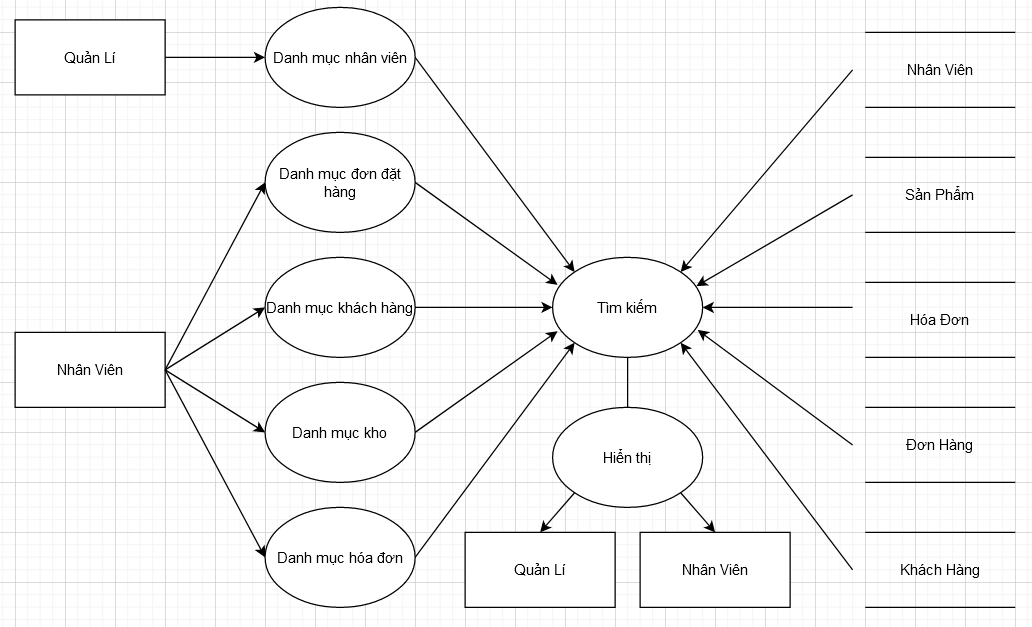 Quản Lí
Danh mục nhân viên
Nhân Viên
Danh mục đơn đặt
hàng
Sản Phẩm
Danh mục khách hàng
Tìm kiếm
Hóa Đơn
Nhân Viên
Danh mục kho
Đơn Hàng
Hiển thị
Danh mục hóa đơn
Quản Lí
Nhân Viên
Khách Hàng